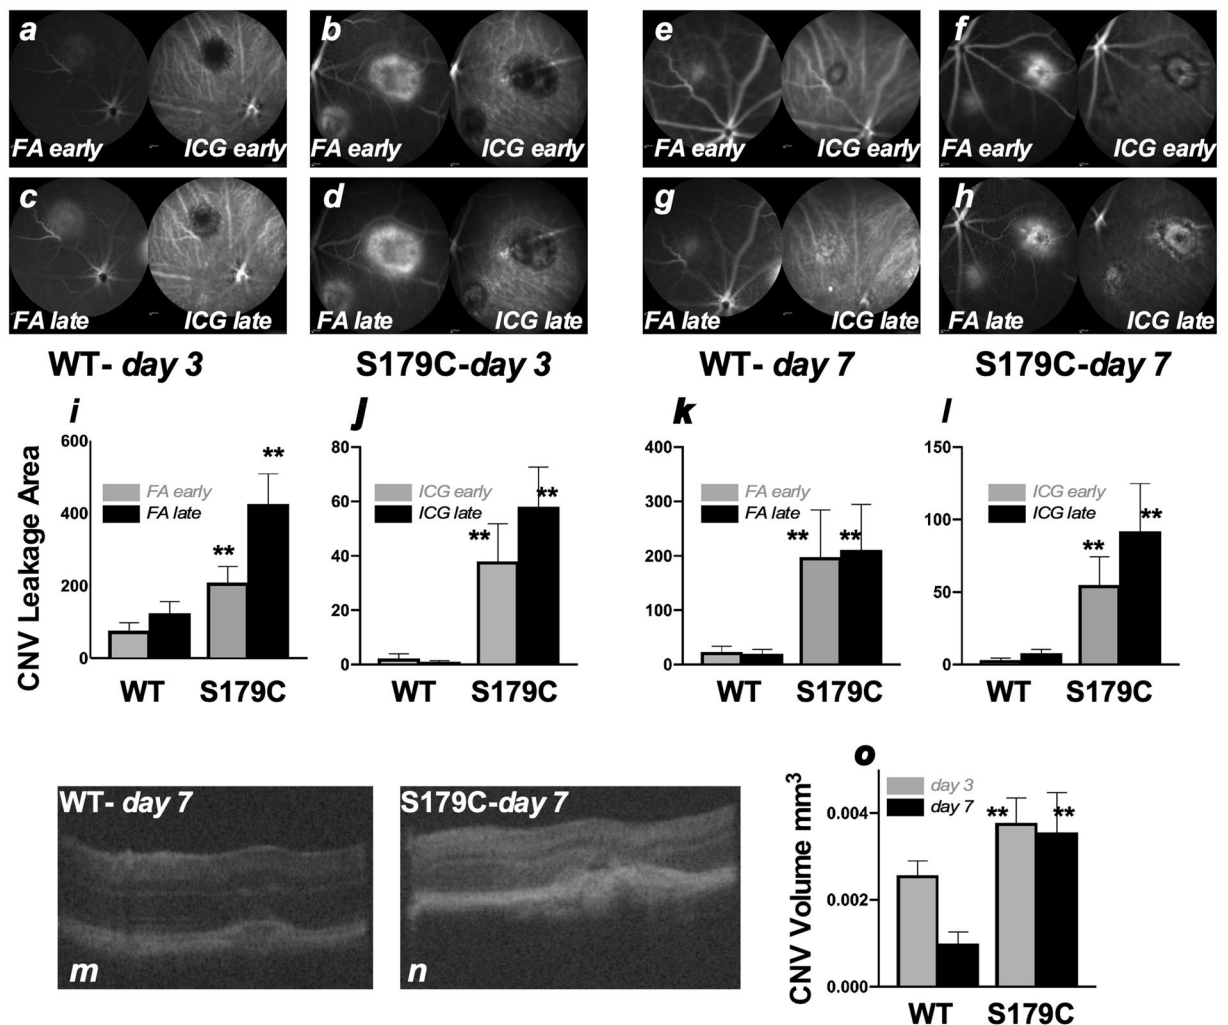 a
b
e
f
FA early
ICG early
FA early
ICG early
FA early
ICG early
FA early
ICG early
c
d
g
h
FA late
ICG late
FA late
ICG late
FA late
ICG late
FA late
ICG late
WT- day 3
S179C-day 3
WT- day 7
S179C-day 7
i
CNV Leakage Area
600
400
200
0
FA early
FA late
**
**
WT
S179C
J
80
60
40
20
0
ICG early
ICG late
**
**
WT
S179C
k
400
300
200
100
0
FA early
FA late
**
**
WT
S179C
l
150
100
50
0
ICG early
ICG late
**
**
WT
S179C
WT- day 7
m
S179C-day 7
n
o
CNV Volume mm³
0.004
0.002
0.000
day 3
day 7
**
**
WT
S179C